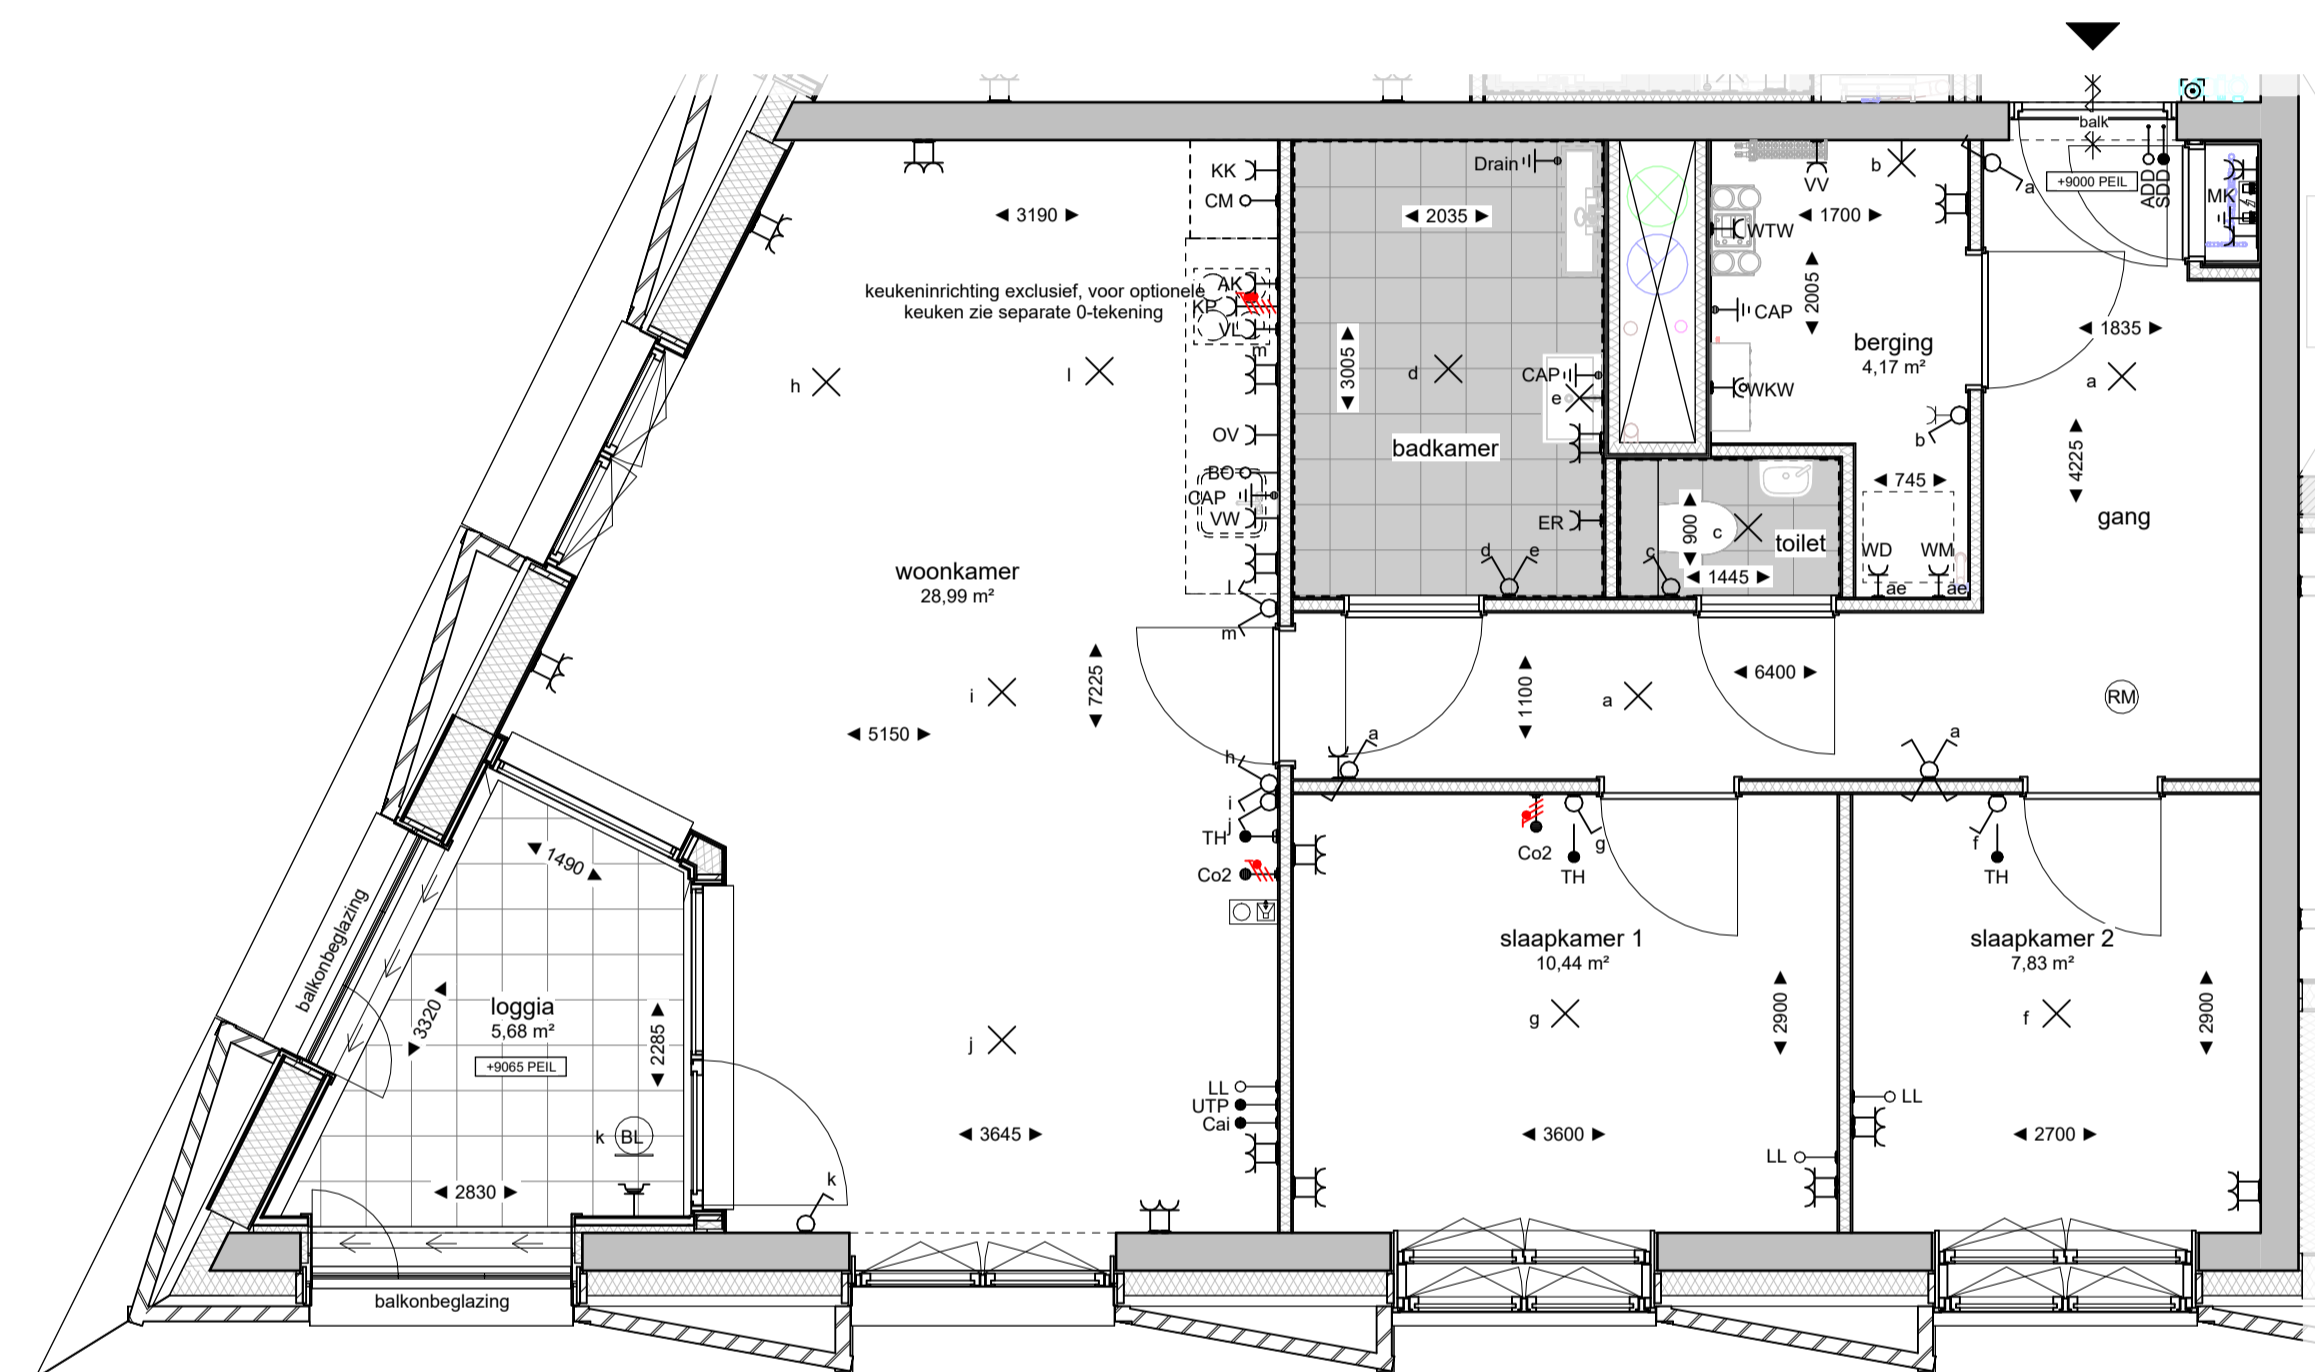 balk
+9000 PEIL
ADD
SDD
MK
a
b
VV
1700
WTW
2005
CAP
berging
4,17 m²
WKW
b
745
WD
WM
ae
ae
1835
a
4225
gang
KK
CM
3190
keukeninrichting exclusief, voor optionele
keuken zie separate 0-tekening
AK
KP
VL
m
h
l
OV
BO
CAP
VW
l
m
woonkamer
28,99 m²
i
7225
5150
h
i
j
TH
Co2
j
LL
UTP
Cai
3645
k
Drain
2035
3005
d
CAP
e
badkamer
ER
d
e
c
900
c
toilet
1445
1100
a
6400
a
a
RM
Co2
TH
g
slaapkamer 1
10,44 m²
g
2900
3600
LL
f
TH
slaapkamer 2
7,83 m²
f
2900
LL
2700
1490
balkonbeglazing
3320
loggia
5,68 m²
+9065 PEIL
2285
k
BL
2830
balkonbeglazing